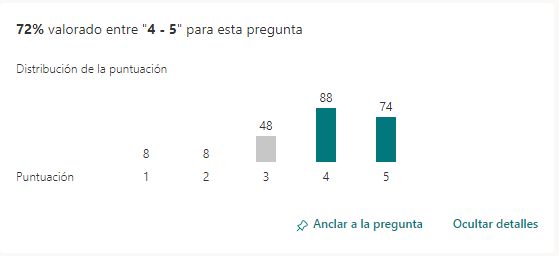 72% valorado entre "4 - 5" para esta pregunta
Distribución de la puntuación
88
74
48
8 8
Puntuación 1 2 3 4 5
Anclar a la pregunta Ocultar detalles